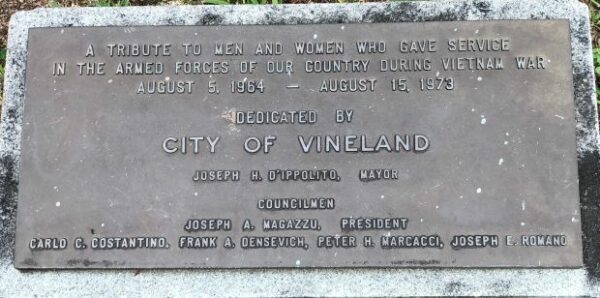 A TRIBUTE TO MEN AND WOMEN WHO GAVE SERVICE
IN THE ARMED FORCES OF OUR COUNTRY DURING VIETNAM WAR
AUGUST 5, 1964 — AUGUST 15, 1973
DEDICATED BY
CITY OF VINELAND
JOSEPH H. D'IPPOLITO, MAYOR
COUNCILMEN
JOSEPH A. MAGAZZU, PRESIDENT
CARLO C. COSTANTINO, FRANK A. DENSEVICH, PETER H. MARCACCI, JOSEPH E. ROMANO